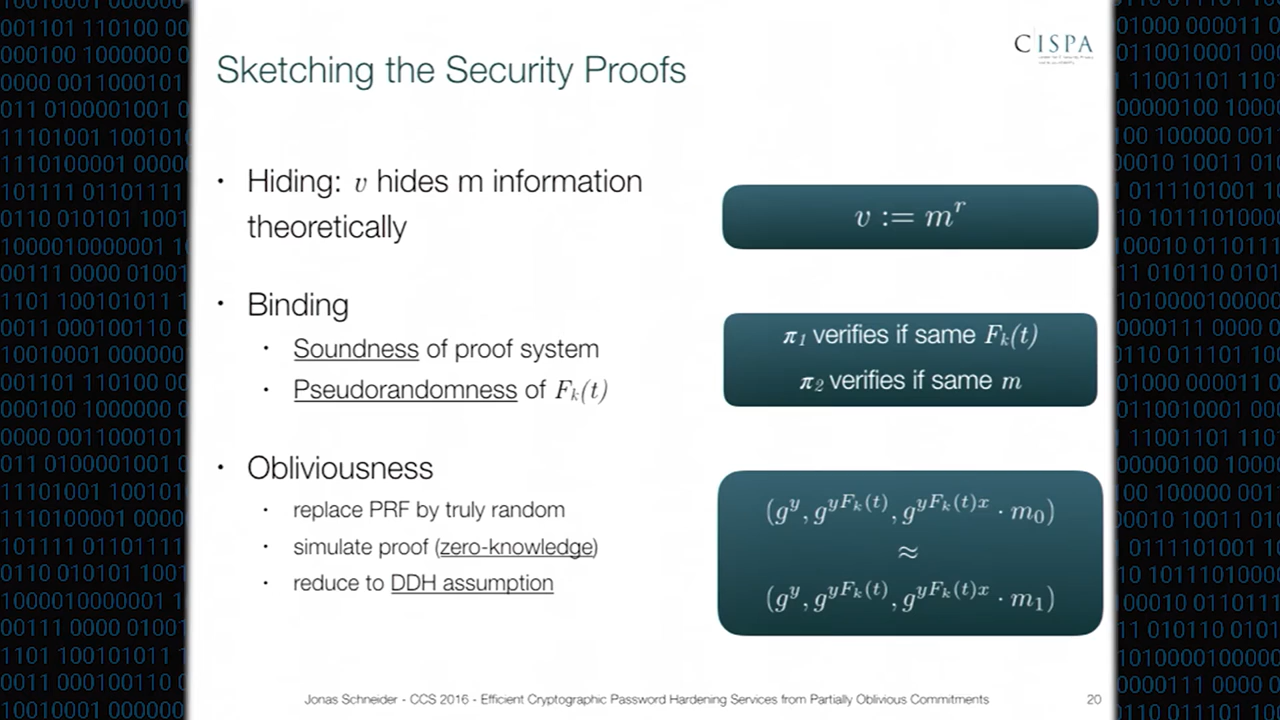 CISPA
Sketching the Security Proofs
• Hiding: v hides m information
theoretically
v := m^r
• Binding
• Soundness of proof system
• Pseudorandomness of F_k(t)
π_1 verifies if same F_k(t)
π_2 verifies if same m
• Obliviousness
• replace PRF by truly random
• simulate proof (zero-knowledge)
• reduce to DDH assumption
(g^y, g^{yF_k(t)}, g^{yF_k(t)x} · m_0)
≈
(g^y, g^{yF_k(t)}, g^{yF_k(t)x} · m_1)
Jonas Schneider - CCS 2016 - Efficient Cryptographic Password Hardening Services from Partially Oblivious Commitments
20